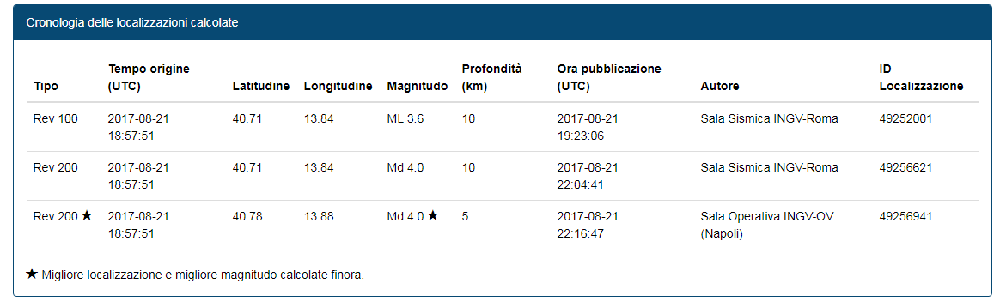 Cronologia delle localizzazioni calcolate
Tipo Tempo origine (UTC) Latitudine Longitudine Magnitudo Profondità (km) Ora pubblicazione (UTC) Autore ID Localizzazione
Rev 100 2017-08-21 18:57:51 40.71 13.84 ML 3.6 10 2017-08-21 19:23:06 Sala Sismica INGV-Roma 49252001
Rev 200 2017-08-21 18:57:51 40.71 13.84 Md 4.0 10 2017-08-21 22:04:41 Sala Sismica INGV-Roma 49256621
Rev 200 ★ 2017-08-21 18:57:51 40.78 13.88 Md 4.0 ★ 5 2017-08-21 22:16:47 Sala Operativa INGV-OV (Napoli) 49256941
★ Migliore localizzazione e migliore magnitudo calcolate finora.